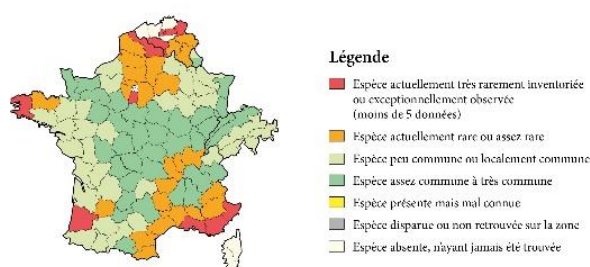 Légende
Espèce actuellement très rarement inventoriée
ou exceptionnellement observée
(moins de 5 données)
Espèce actuellement rare ou assez rare
Espèce peu commune ou localement commune
Espèce assez commune à très commune
Espèce présente mais mal connue
Espèce disparue ou non retrouvée sur la zone
Espèce absente, n'ayant jamais été trouvée